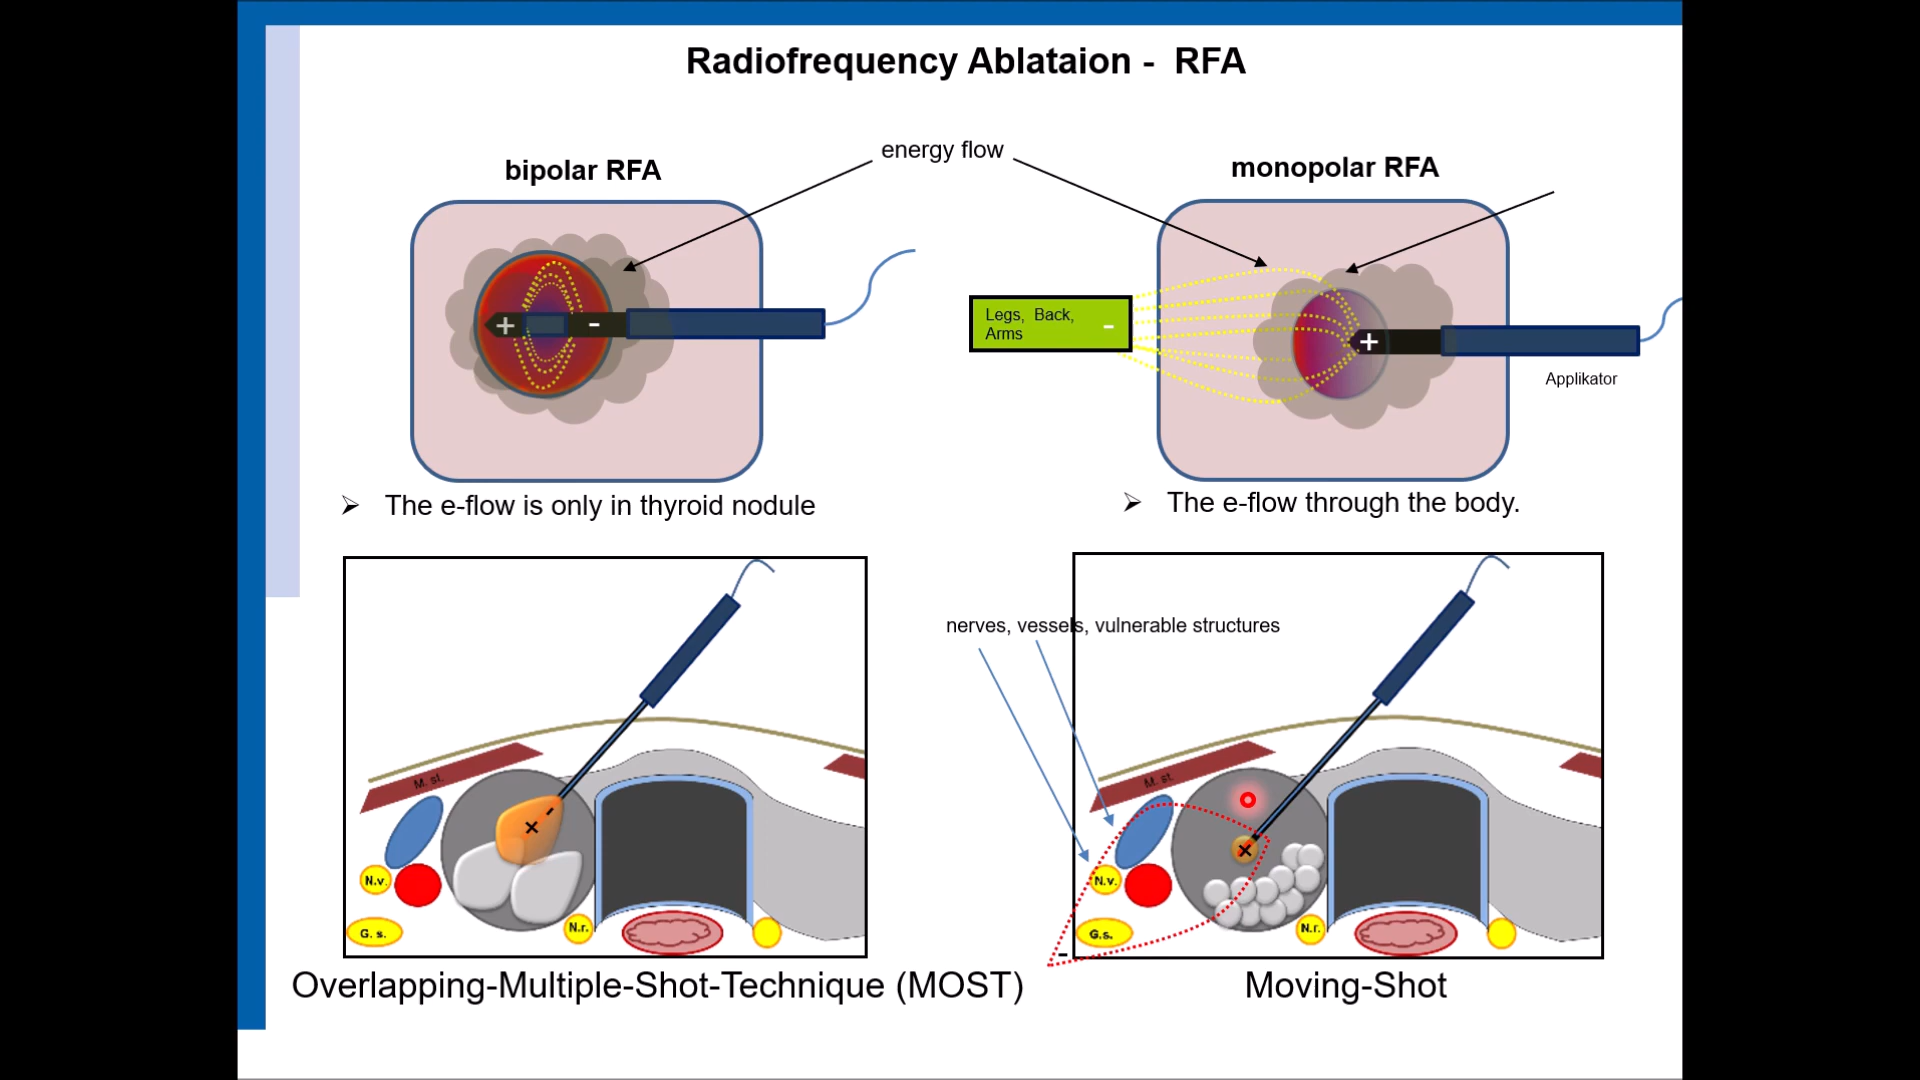 Radiofrequency Ablataion - RFA
energy flow
bipolar RFA
monopolar RFA
+
-
Legs, Back,
Arms
-
+
Applikator
➢ The e-flow is only in thyroid nodule
➢ The e-flow through the body.
nerves, vessels, vulnerable structures
M. st.
N.v.
G. s.
N.r.
M. st.
N.v.
G.s.
N.r.
-
Overlapping-Multiple-Shot-Technique (MOST)
Moving-Shot